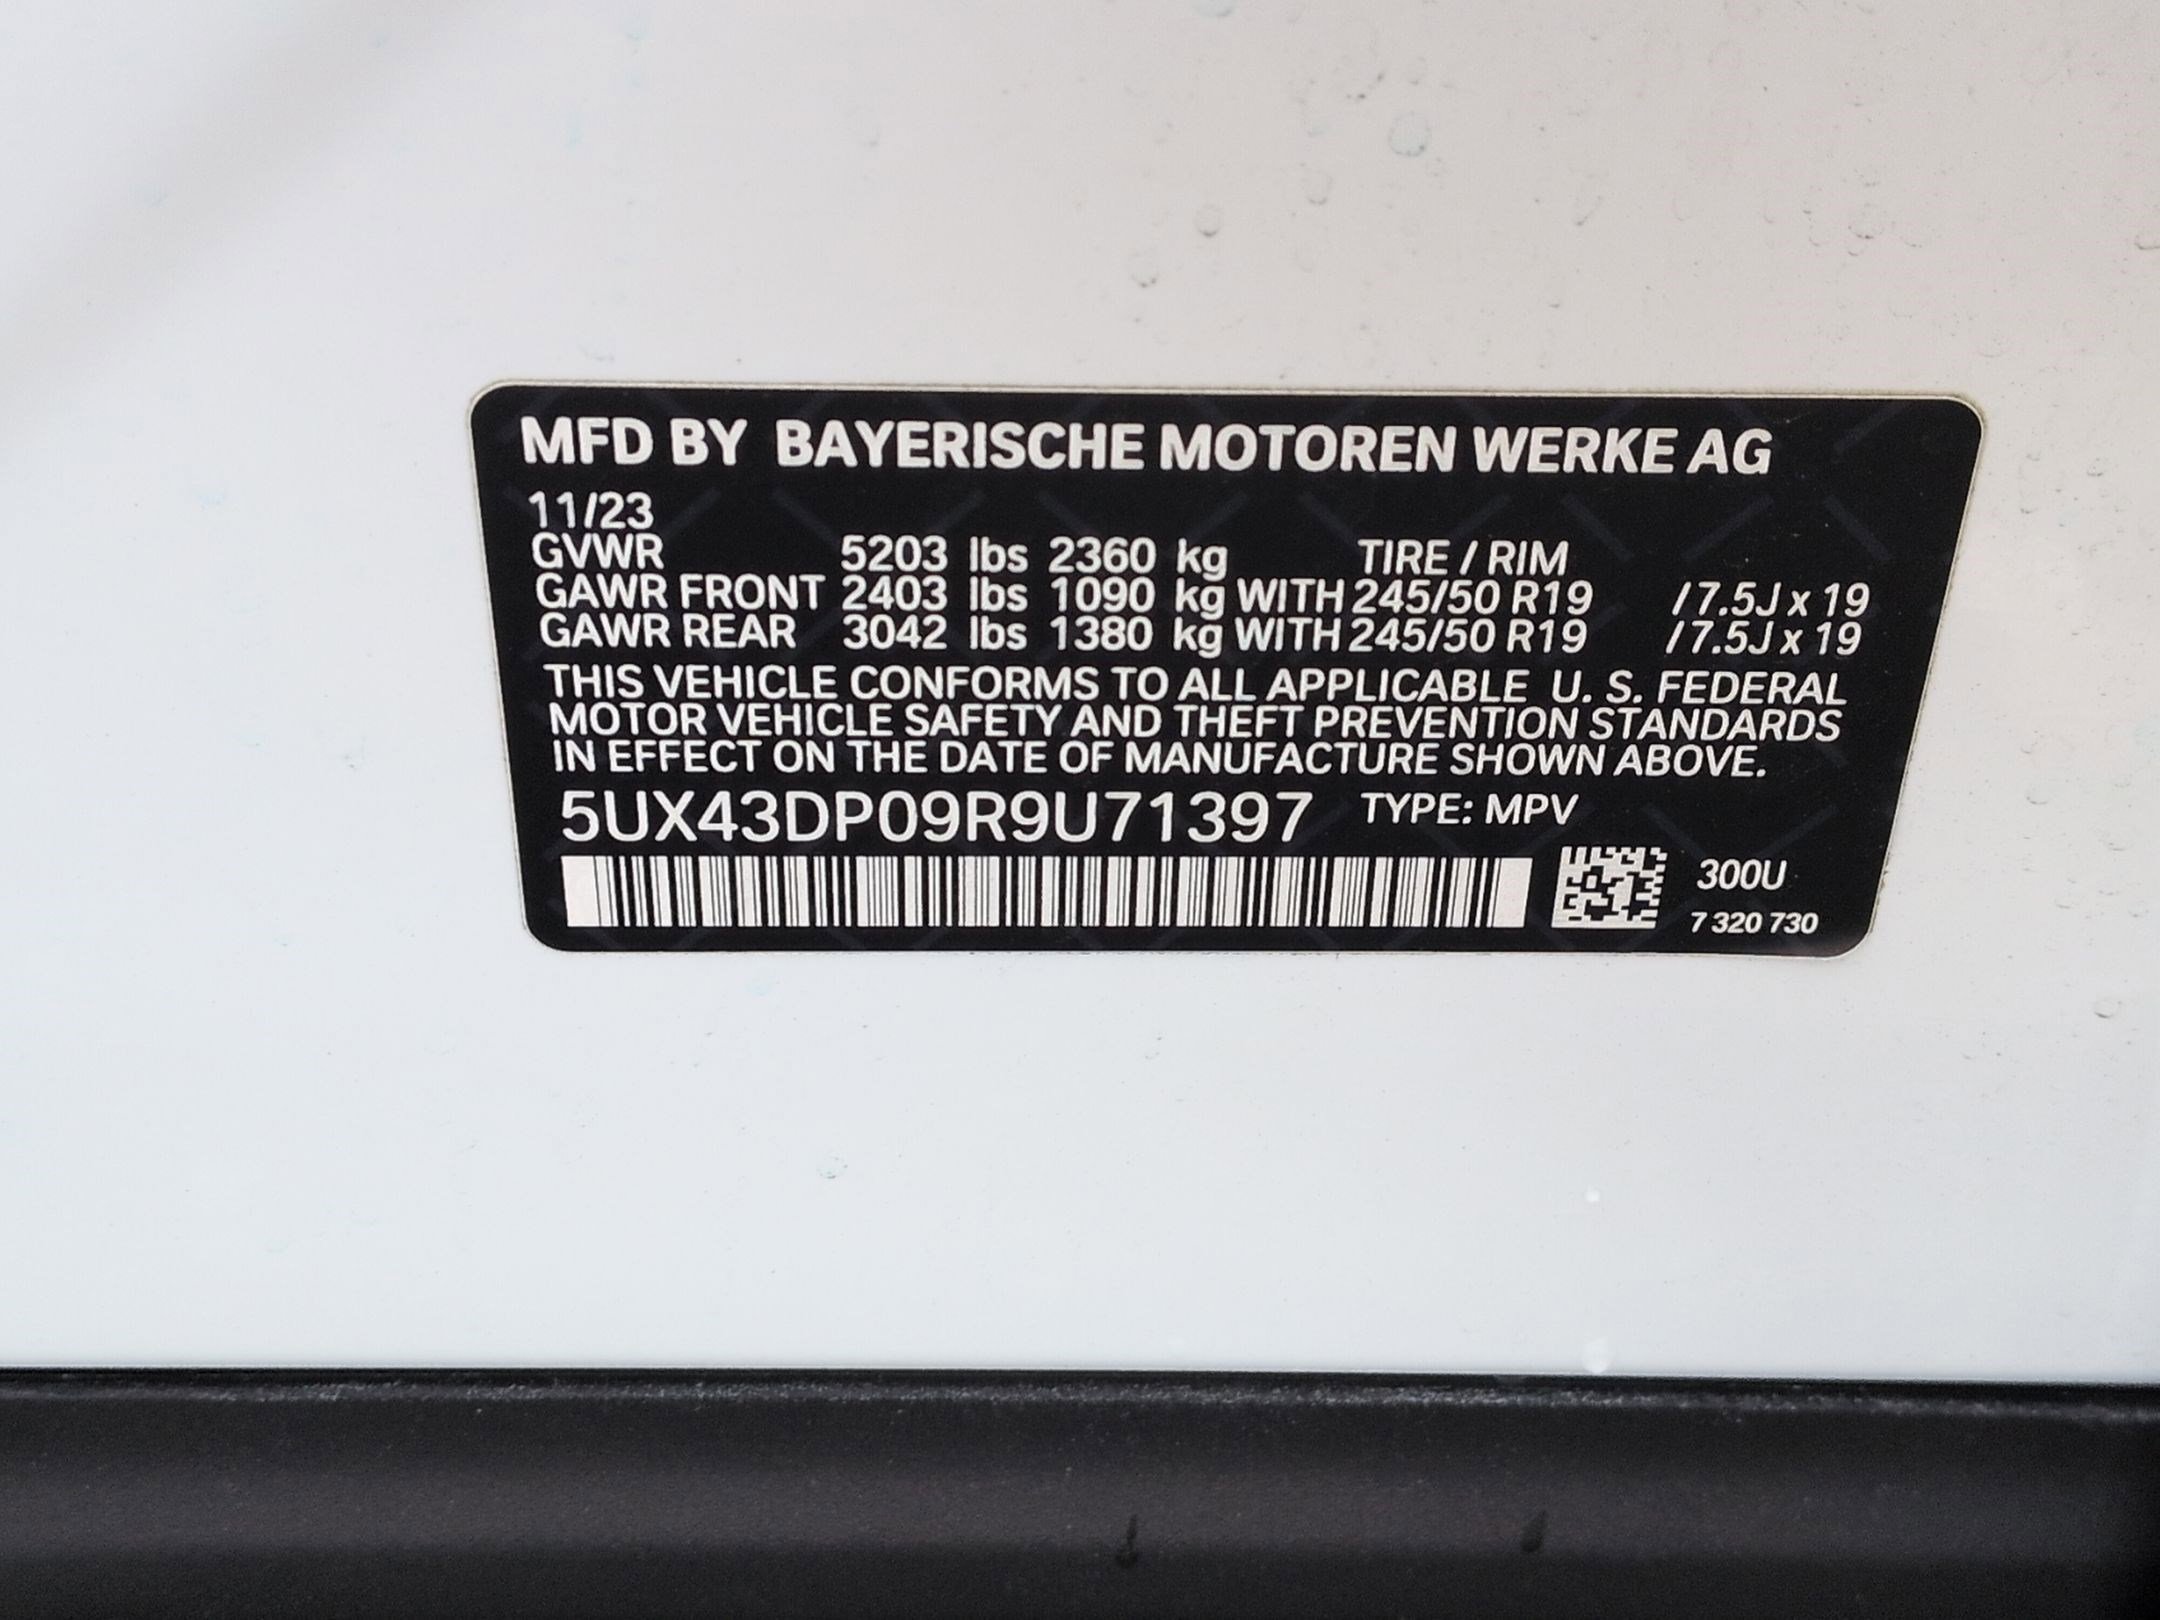 MFD BY BAYERISCHE MOTOREN WERKE AG
11/23
GVWR 5203 lbs 2360 kg TIRE / RIM
GAWR FRONT 2403 lbs 1090 kg WITH 245/50 R19 / 7.5J x 19
GAWR REAR 3042 lbs 1380 kg WITH 245/50 R19 / 7.5J x 19
THIS VEHICLE CONFORMS TO ALL APPLICABLE U. S. FEDERAL
MOTOR VEHICLE SAFETY AND THEFT PREVENTION STANDARDS
IN EFFECT ON THE DATE OF MANUFACTURE SHOWN ABOVE.
5UX43DP09R9U71397 TYPE: MPV
300U
7 320 730